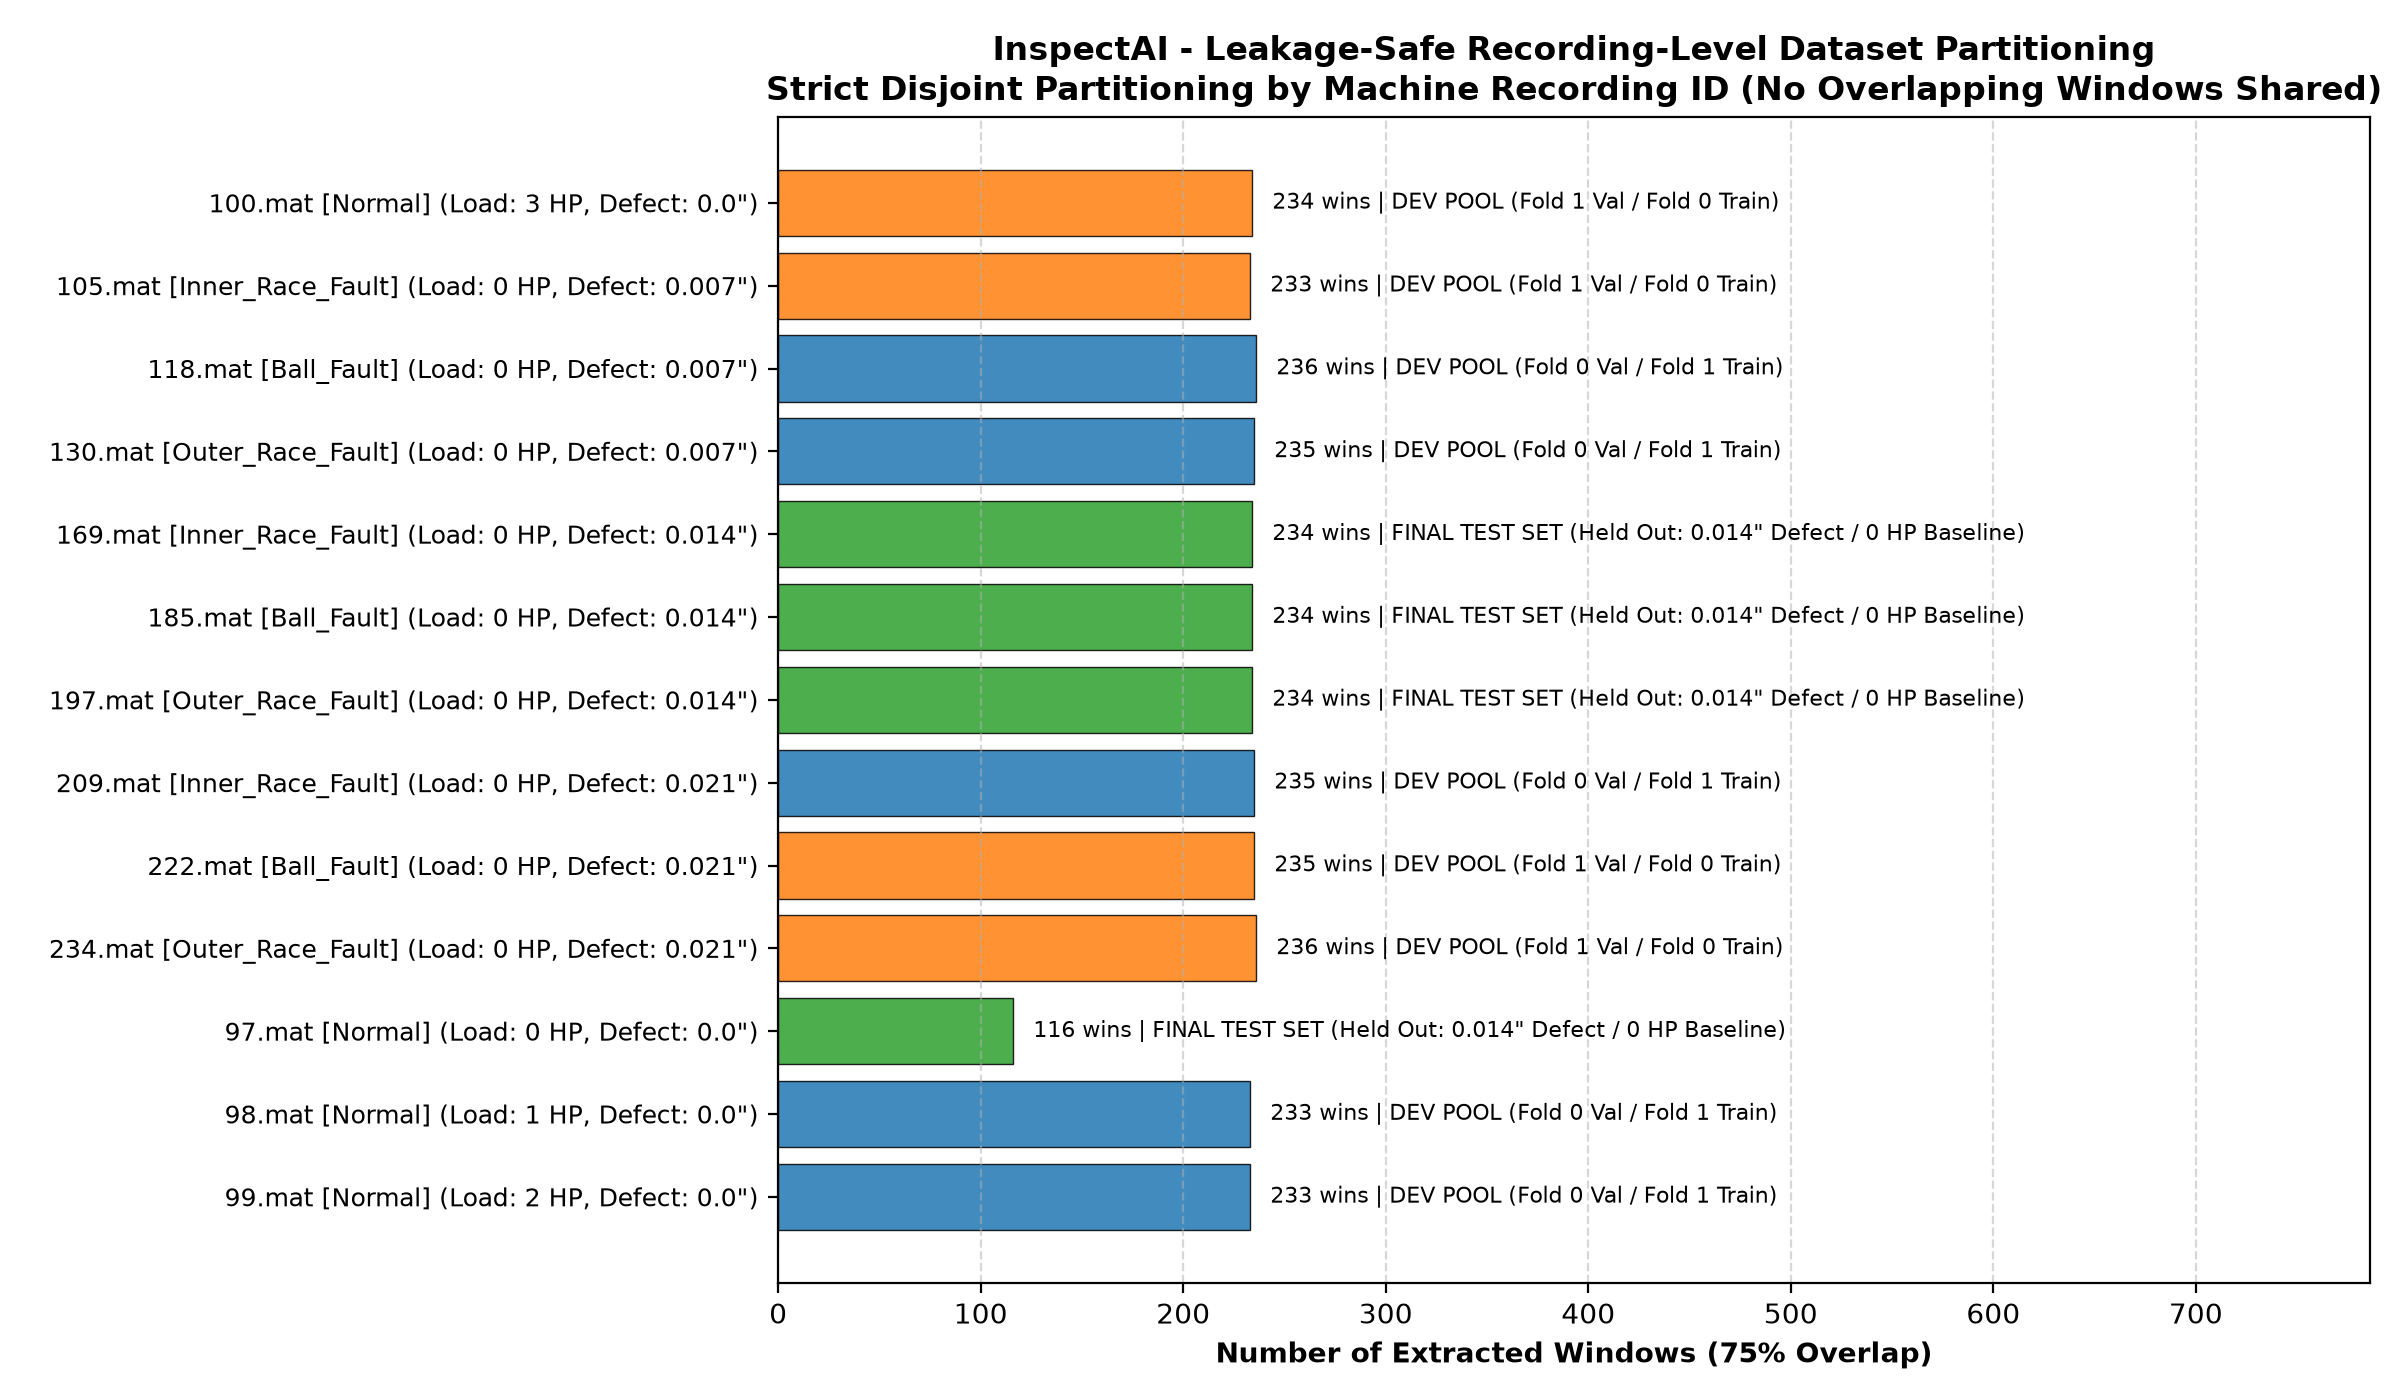 InspectAI - Leakage-Safe Recording-Level Dataset Partitioning
Strict Disjoint Partitioning by Machine Recording ID (No Overlapping Windows Shared)
100.mat [Normal] (Load: 3 HP, Defect: 0.0") 234 wins | DEV POOL (Fold 1 Val / Fold 0 Train)
105.mat [Inner_Race_Fault] (Load: 0 HP, Defect: 0.007") 233 wins | DEV POOL (Fold 1 Val / Fold 0 Train)
118.mat [Ball_Fault] (Load: 0 HP, Defect: 0.007") 236 wins | DEV POOL (Fold 0 Val / Fold 1 Train)
130.mat [Outer_Race_Fault] (Load: 0 HP, Defect: 0.007") 235 wins | DEV POOL (Fold 0 Val / Fold 1 Train)
169.mat [Inner_Race_Fault] (Load: 0 HP, Defect: 0.014") 234 wins | FINAL TEST SET (Held Out: 0.014" Defect / 0 HP Baseline)
185.mat [Ball_Fault] (Load: 0 HP, Defect: 0.014") 234 wins | FINAL TEST SET (Held Out: 0.014" Defect / 0 HP Baseline)
197.mat [Outer_Race_Fault] (Load: 0 HP, Defect: 0.014") 234 wins | FINAL TEST SET (Held Out: 0.014" Defect / 0 HP Baseline)
209.mat [Inner_Race_Fault] (Load: 0 HP, Defect: 0.021") 235 wins | DEV POOL (Fold 0 Val / Fold 1 Train)
222.mat [Ball_Fault] (Load: 0 HP, Defect: 0.021") 235 wins | DEV POOL (Fold 1 Val / Fold 0 Train)
234.mat [Outer_Race_Fault] (Load: 0 HP, Defect: 0.021") 236 wins | DEV POOL (Fold 1 Val / Fold 0 Train)
97.mat [Normal] (Load: 0 HP, Defect: 0.0") 116 wins | FINAL TEST SET (Held Out: 0.014" Defect / 0 HP Baseline)
98.mat [Normal] (Load: 1 HP, Defect: 0.0") 233 wins | DEV POOL (Fold 0 Val / Fold 1 Train)
99.mat [Normal] (Load: 2 HP, Defect: 0.0") 233 wins | DEV POOL (Fold 0 Val / Fold 1 Train)
0 100 200 300 400 500 600 700
Number of Extracted Windows (75% Overlap)